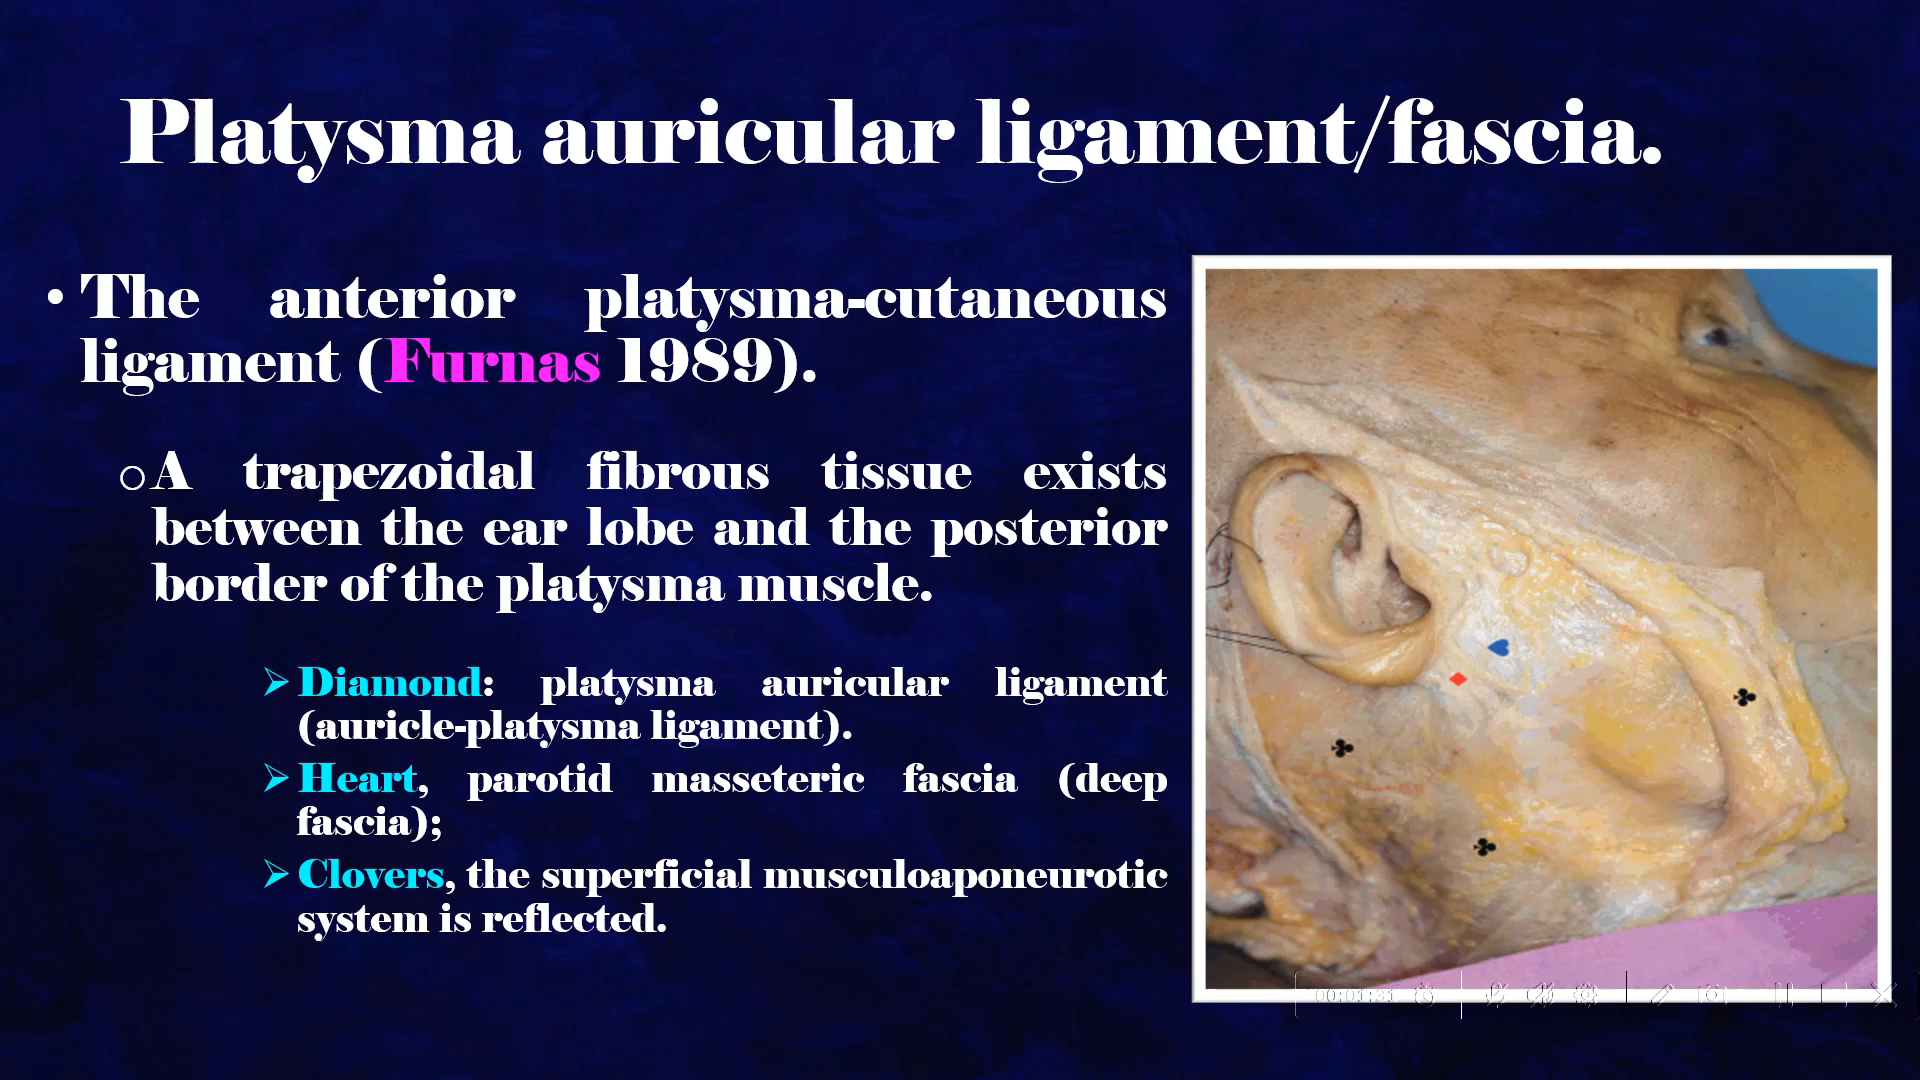 Platysma auricular ligament/fascia.
• The anterior platysma-cutaneous
ligament (Furnas 1989).
○ A trapezoidal fibrous tissue exists
between the ear lobe and the posterior
border of the platysma muscle.
➢ Diamond: platysma auricular ligament
(auricle-platysma ligament).
➢ Heart, parotid masseteric fascia (deep
fascia);
➢ Clovers, the superficial musculoaponeurotic
system is reflected.